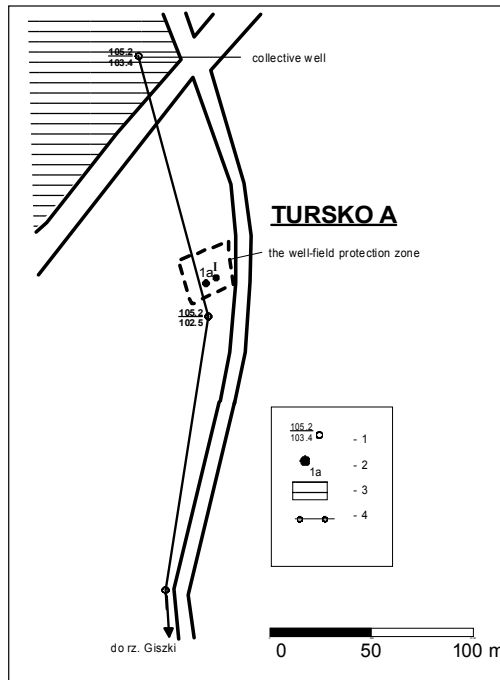 105.2
103.4
collective well
TURSKO A
the well-field protection zone
I
1a
105.2
102.5
105.2
103.4
- 1
1a
- 2
- 3
- 4
do rz. Giszki
0 50 100 m